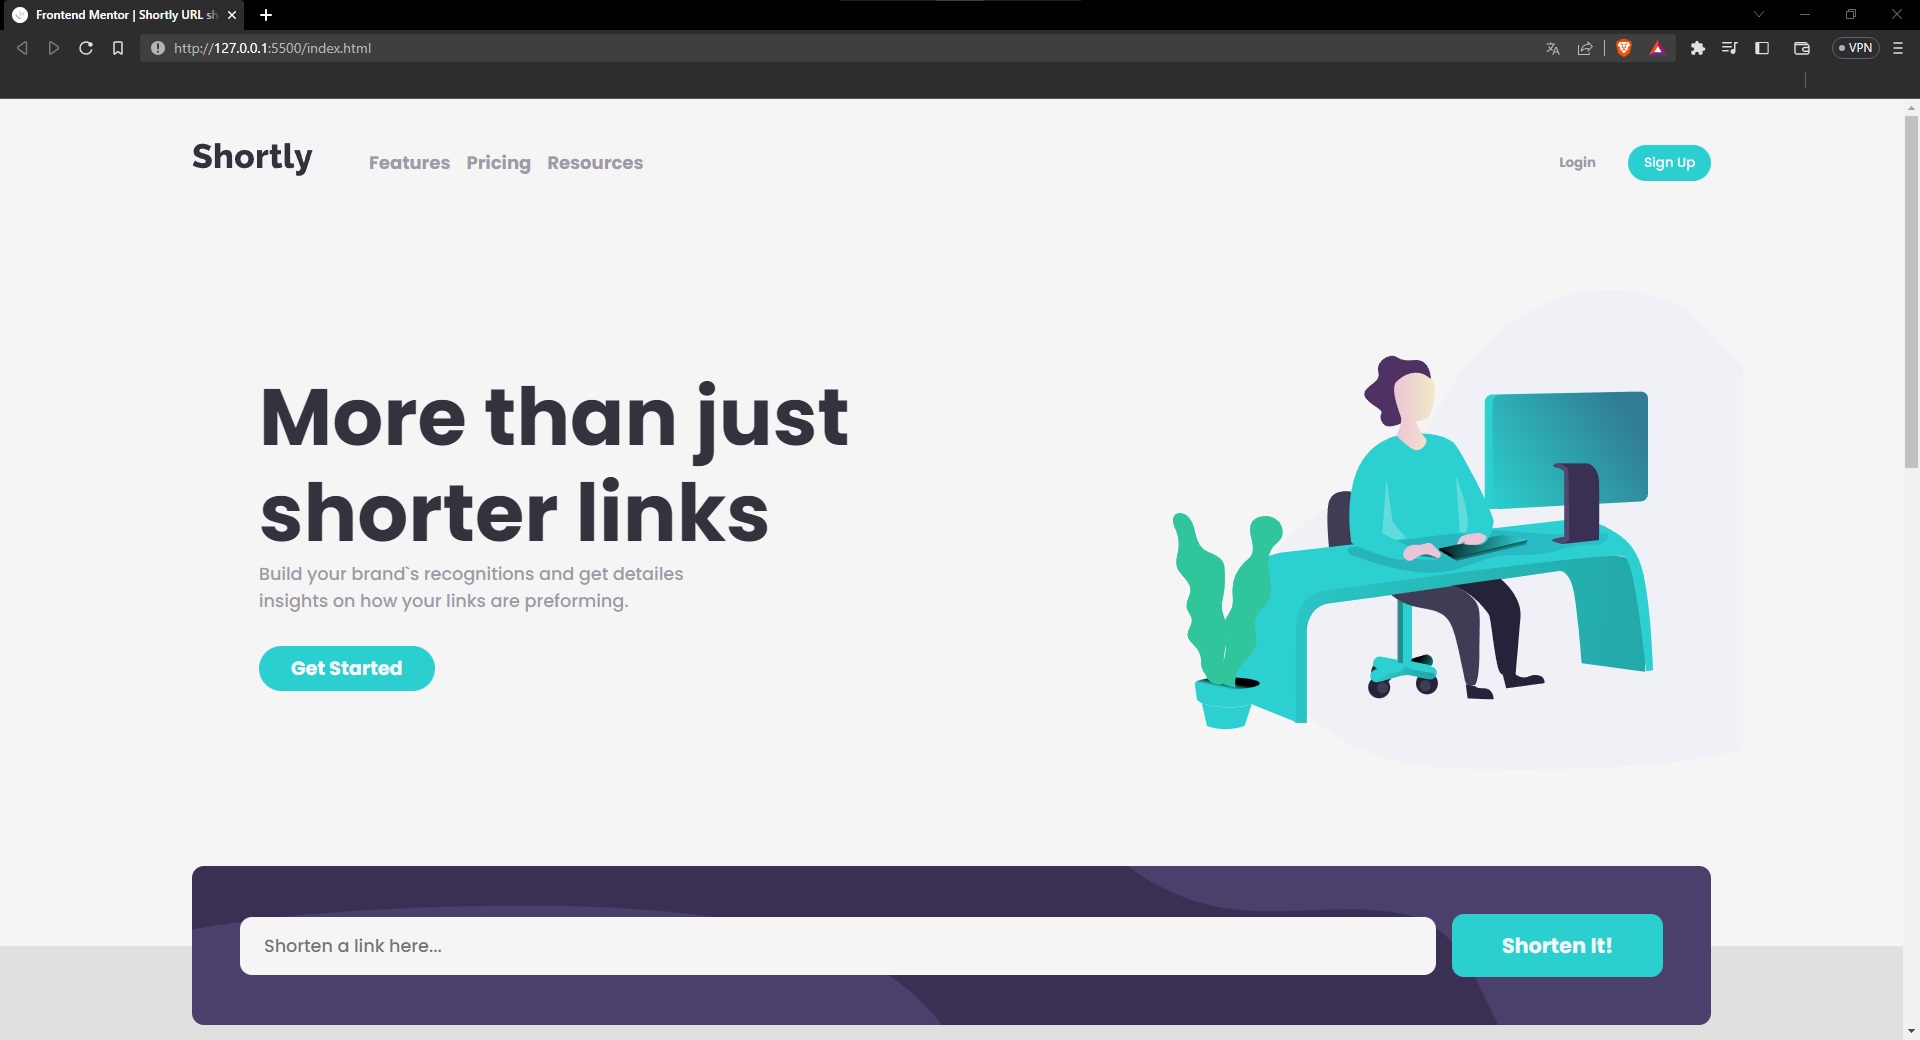 Frontend Mentor | Shortly URL sh
http://127.0.0.1:5500/index.html
VPN
Shortly
Features Pricing Resources
Login
Sign Up
More than just
shorter links
Build your brand`s recognitions and get detailes
insights on how your links are preforming.
Get Started
Shorten a link here...
Shorten It!